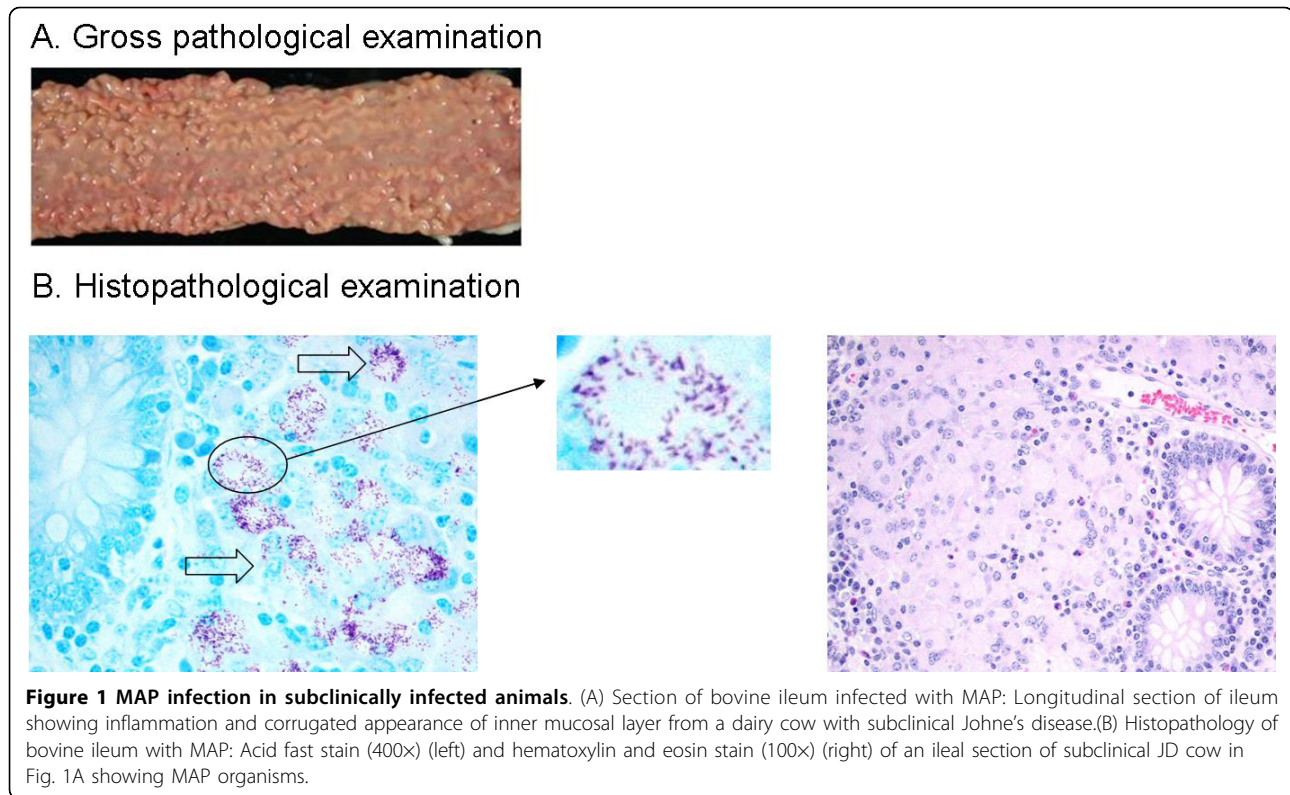 A. Gross pathological examination
B. Histopathological examination
Figure 1 MAP infection in subclinically infected animals. (A) Section of bovine ileum infected with MAP: Longitudinal section of ileum
showing inflammation and corrugated appearance of inner mucosal layer from a dairy cow with subclinical Johne's disease.(B) Histopathology of
bovine ileum with MAP: Acid fast stain (400×) (left) and hematoxylin and eosin stain (100×) (right) of an ileal section of subclinical JD cow in
Fig. 1A showing MAP organisms.